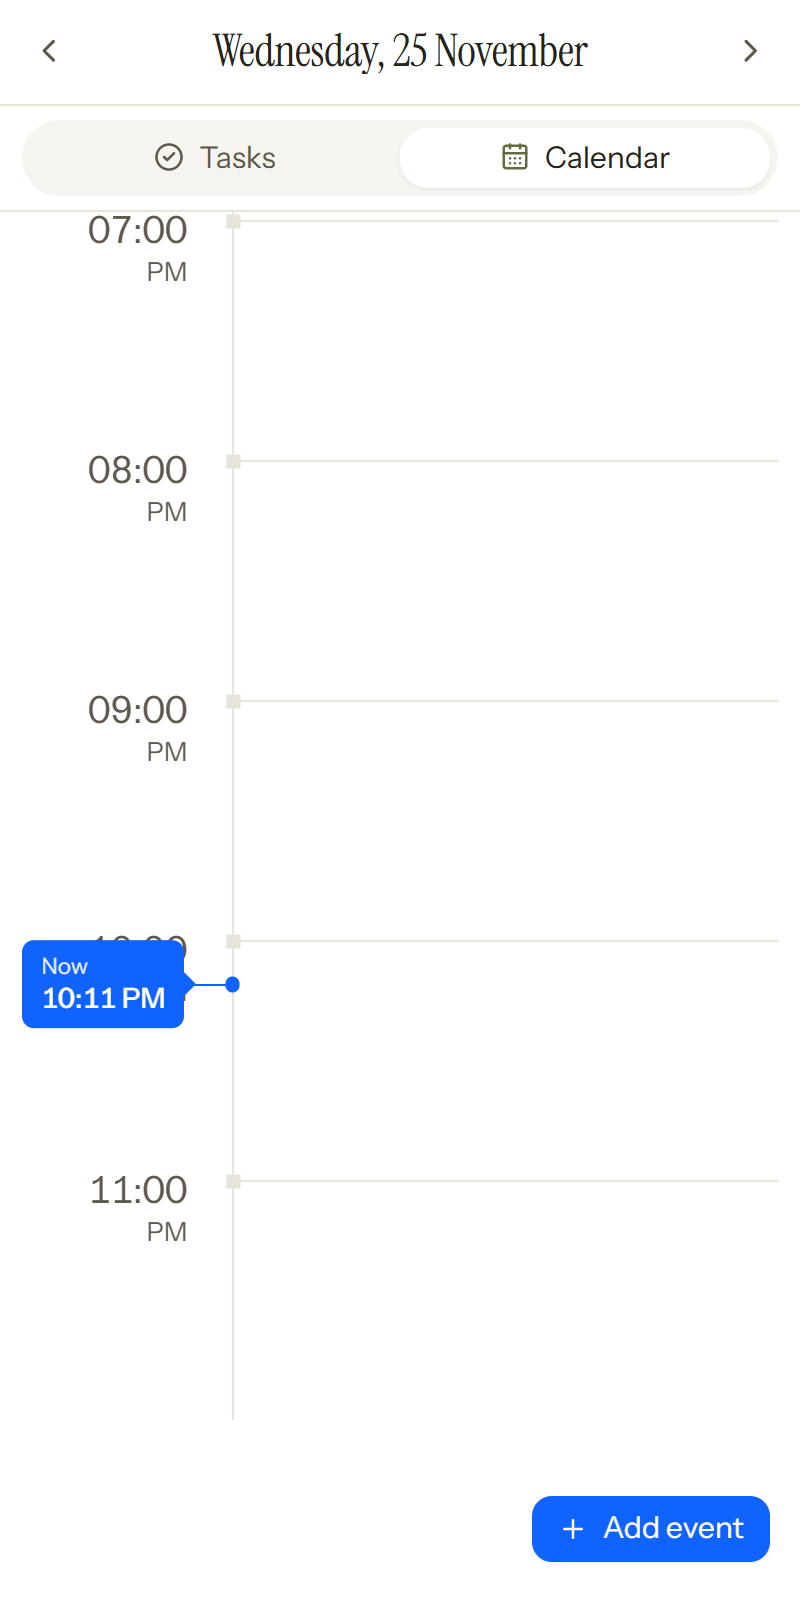 Wednesday, 25 November
Tasks
Calendar
07:00
PM
08:00
PM
09:00
PM
Now
10:11 PM
11:00
PM
Add event